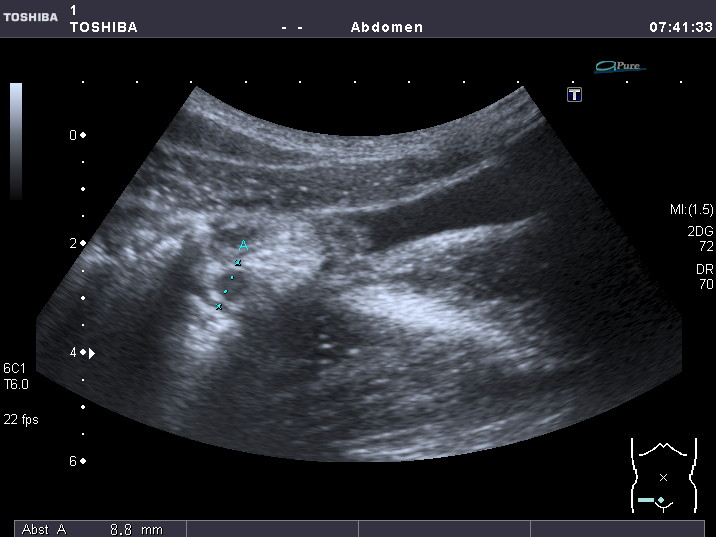 TOSHIBA
1
TOSHIBA - - Abdomen 07:41:33
aPure
T
0
MI:(1.5)
2DG
72
DR
70
2
A
4
6C1
T6.0
22 fps
6
Abst A 8.8 mm